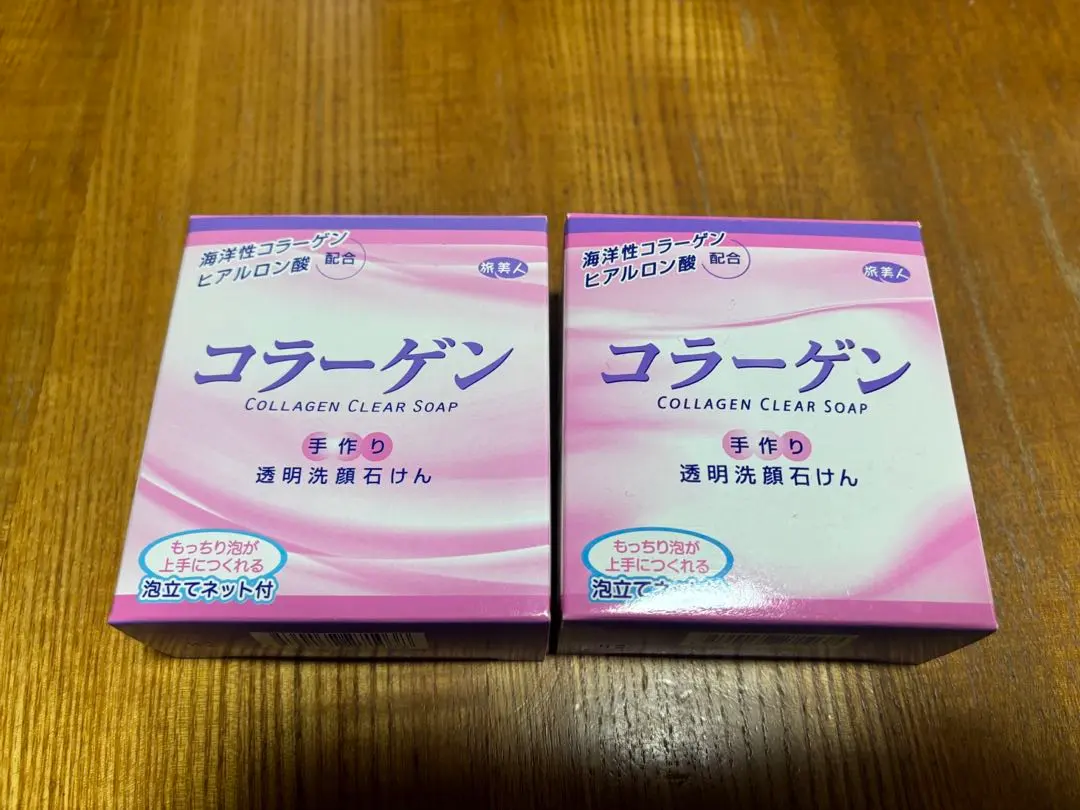 海洋性コラーゲン
ヒアルロン酸 配合
旅美人
コラーゲン
COLLAGEN CLEAR SOAP
手作り
透明洗顔石けん
もっちり泡が
上手につくれる
泡立てネット付
海洋性コラーゲン
ヒアルロン酸 配合
旅美人
コラーゲン
COLLAGEN CLEAR SOAP
手作り
透明洗顔石けん
もっちり泡が
上手につくれる
泡立てネ